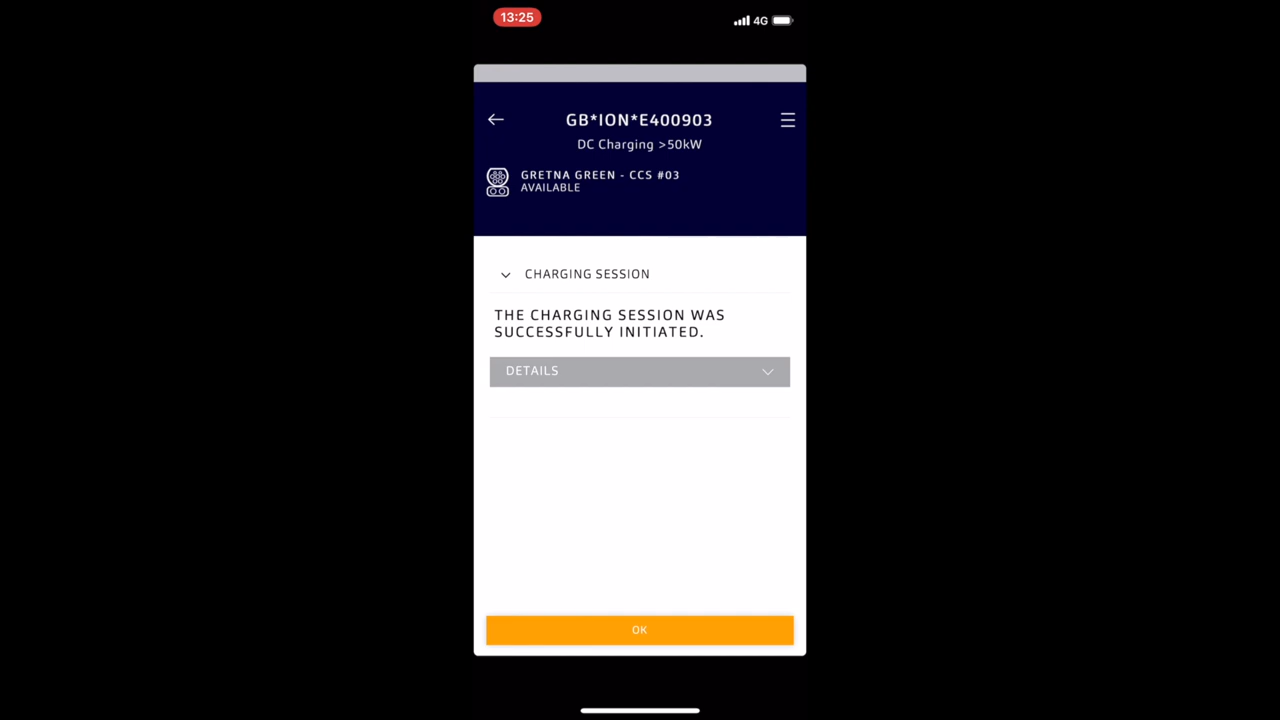 13:25
4G
GB*ION*E400903
DC Charging >50kW
GRETNA GREEN - CCS #03
AVAILABLE
CHARGING SESSION
THE CHARGING SESSION WAS
SUCCESSFULLY INITIATED.
DETAILS
OK